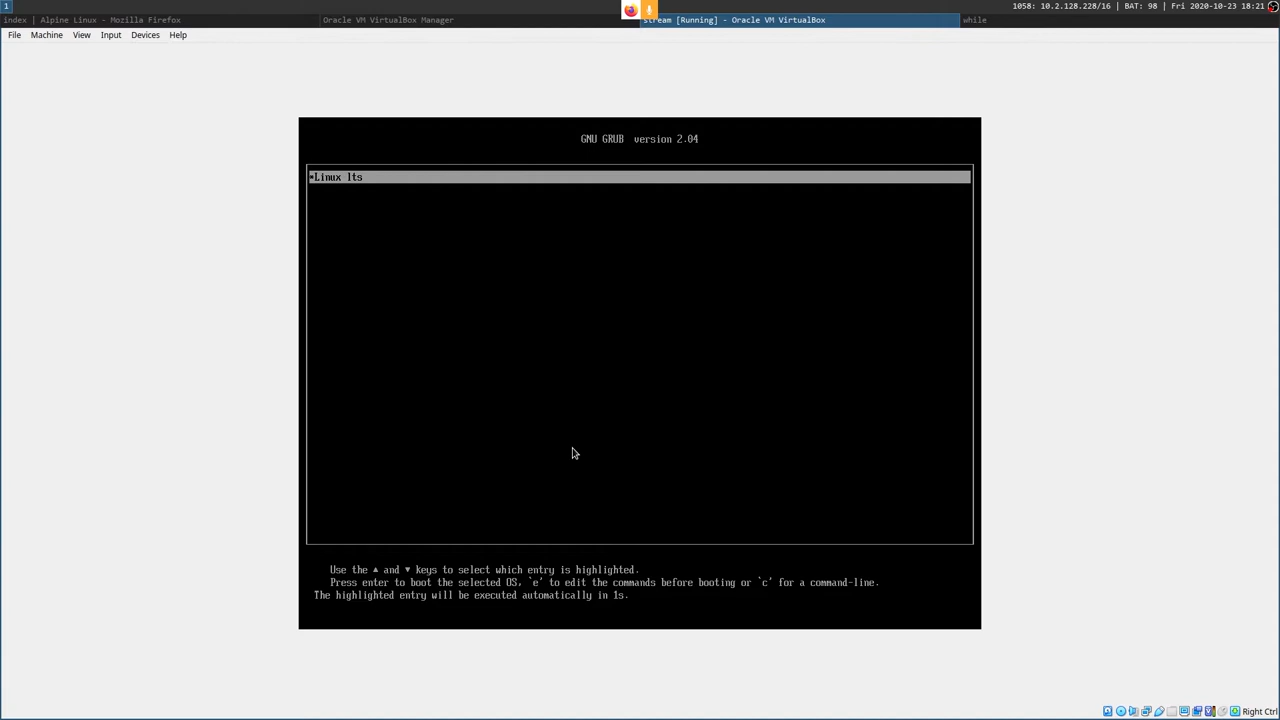 1
1058: 10.2.128.228/16 | BAT: 98 | Fri 2020-10-23 18:21
index | Alpine Linux - Mozilla Firefox
Oracle VM VirtualBox Manager
stream [Running] - Oracle VM VirtualBox
while
File Machine View Input Devices Help
GNU GRUB version 2.04
*Linux lts
Use the ▲ and ▼ keys to select which entry is highlighted.
Press enter to boot the selected OS, `e' to edit the commands before booting or `c' for a command-line.
The highlighted entry will be executed automatically in 1s.
Right Ctrl